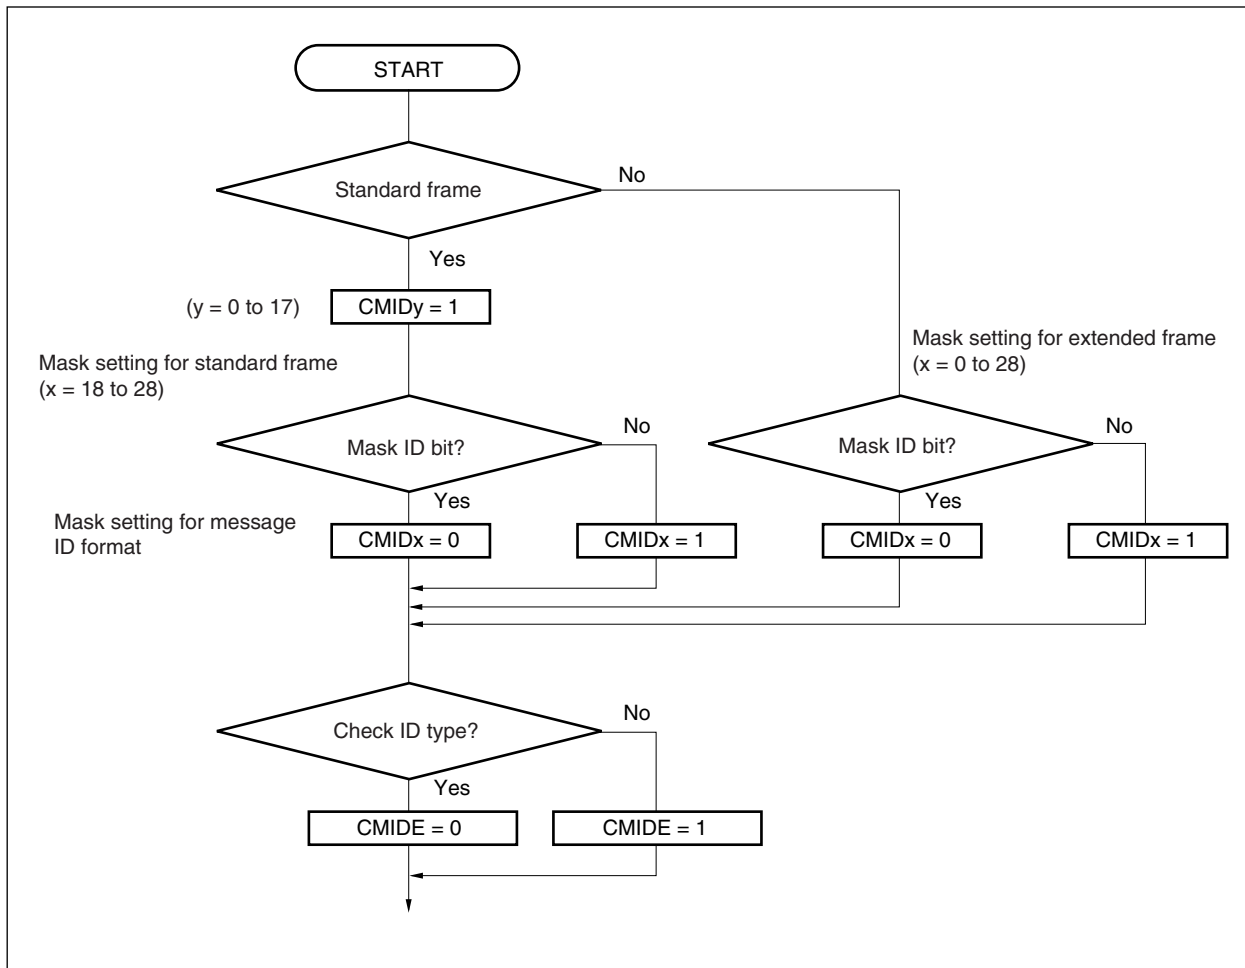 START
Standard frame
No
Yes
(y = 0 to 17)
CMIDy = 1
Mask setting for standard frame
(x = 18 to 28)
Mask setting for extended frame
(x = 0 to 28)
Mask ID bit?
No
Mask ID bit?
No
Yes
Yes
Mask setting for message
ID format
CMIDx = 0
CMIDx = 1
CMIDx = 0
CMIDx = 1
Check ID type?
No
Yes
CMIDE = 0
CMIDE = 1